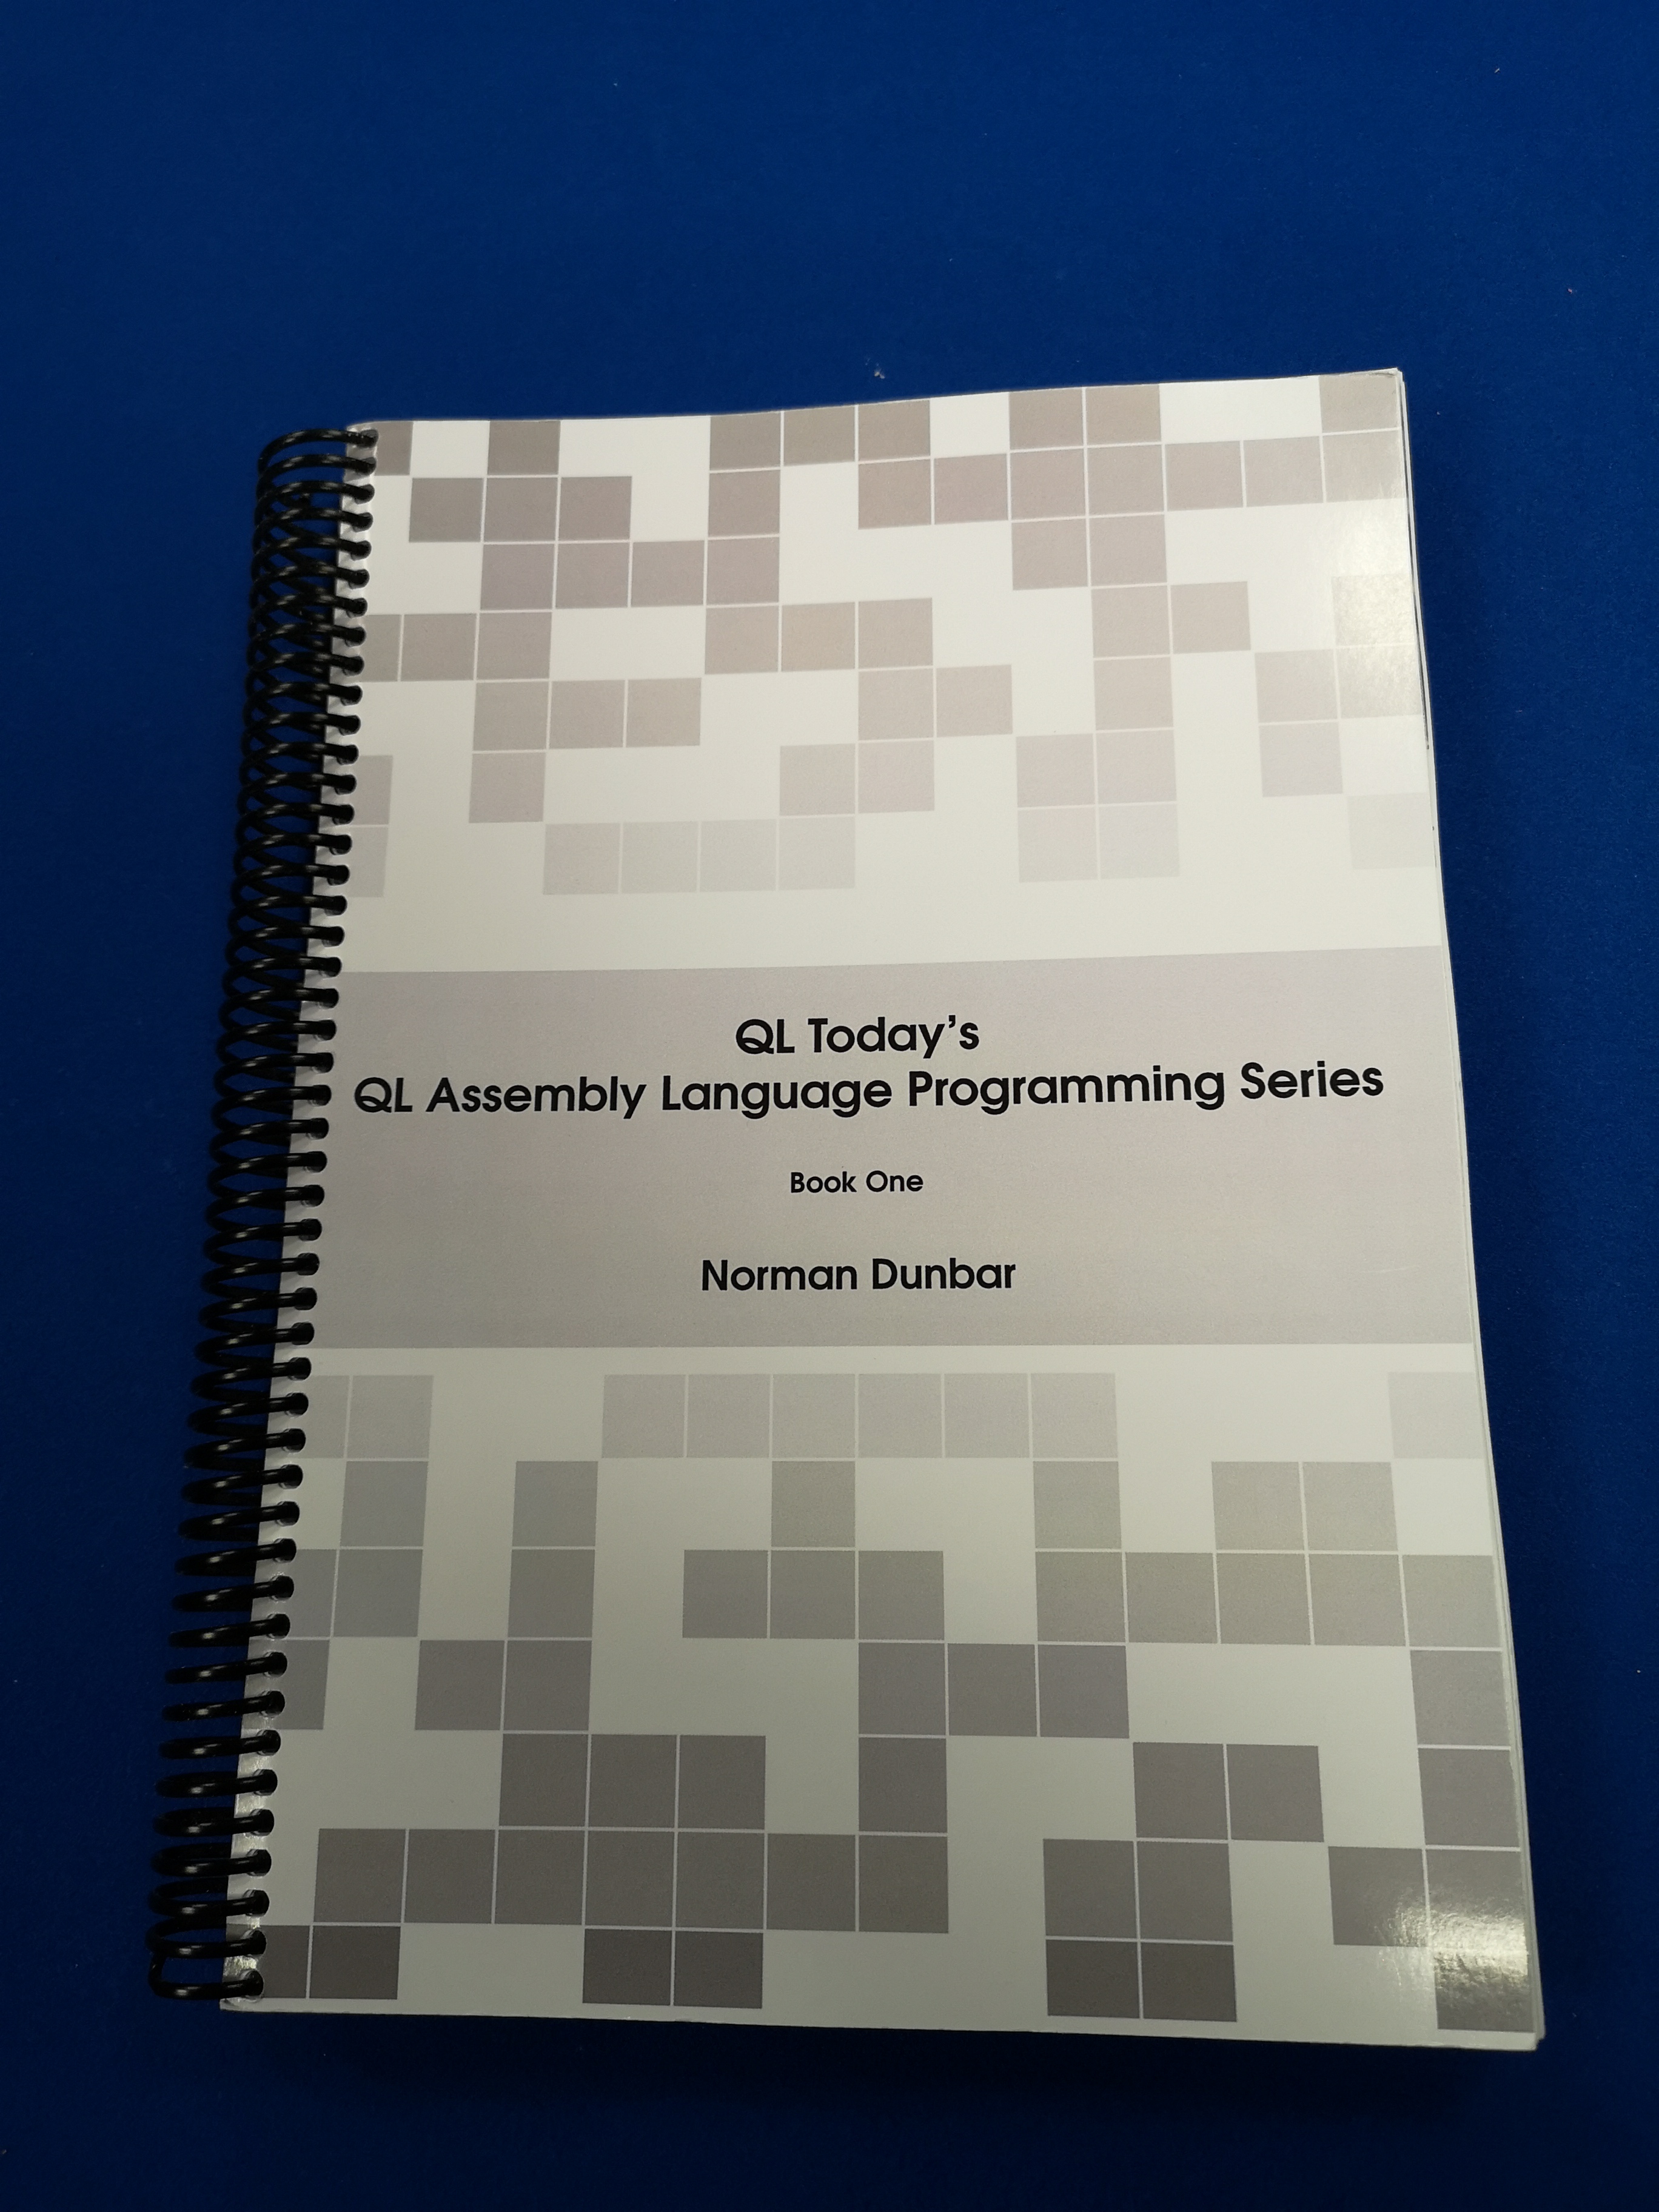 QL Today’s
QL Assembly Language Programming Series
Book One
Norman Dunbar